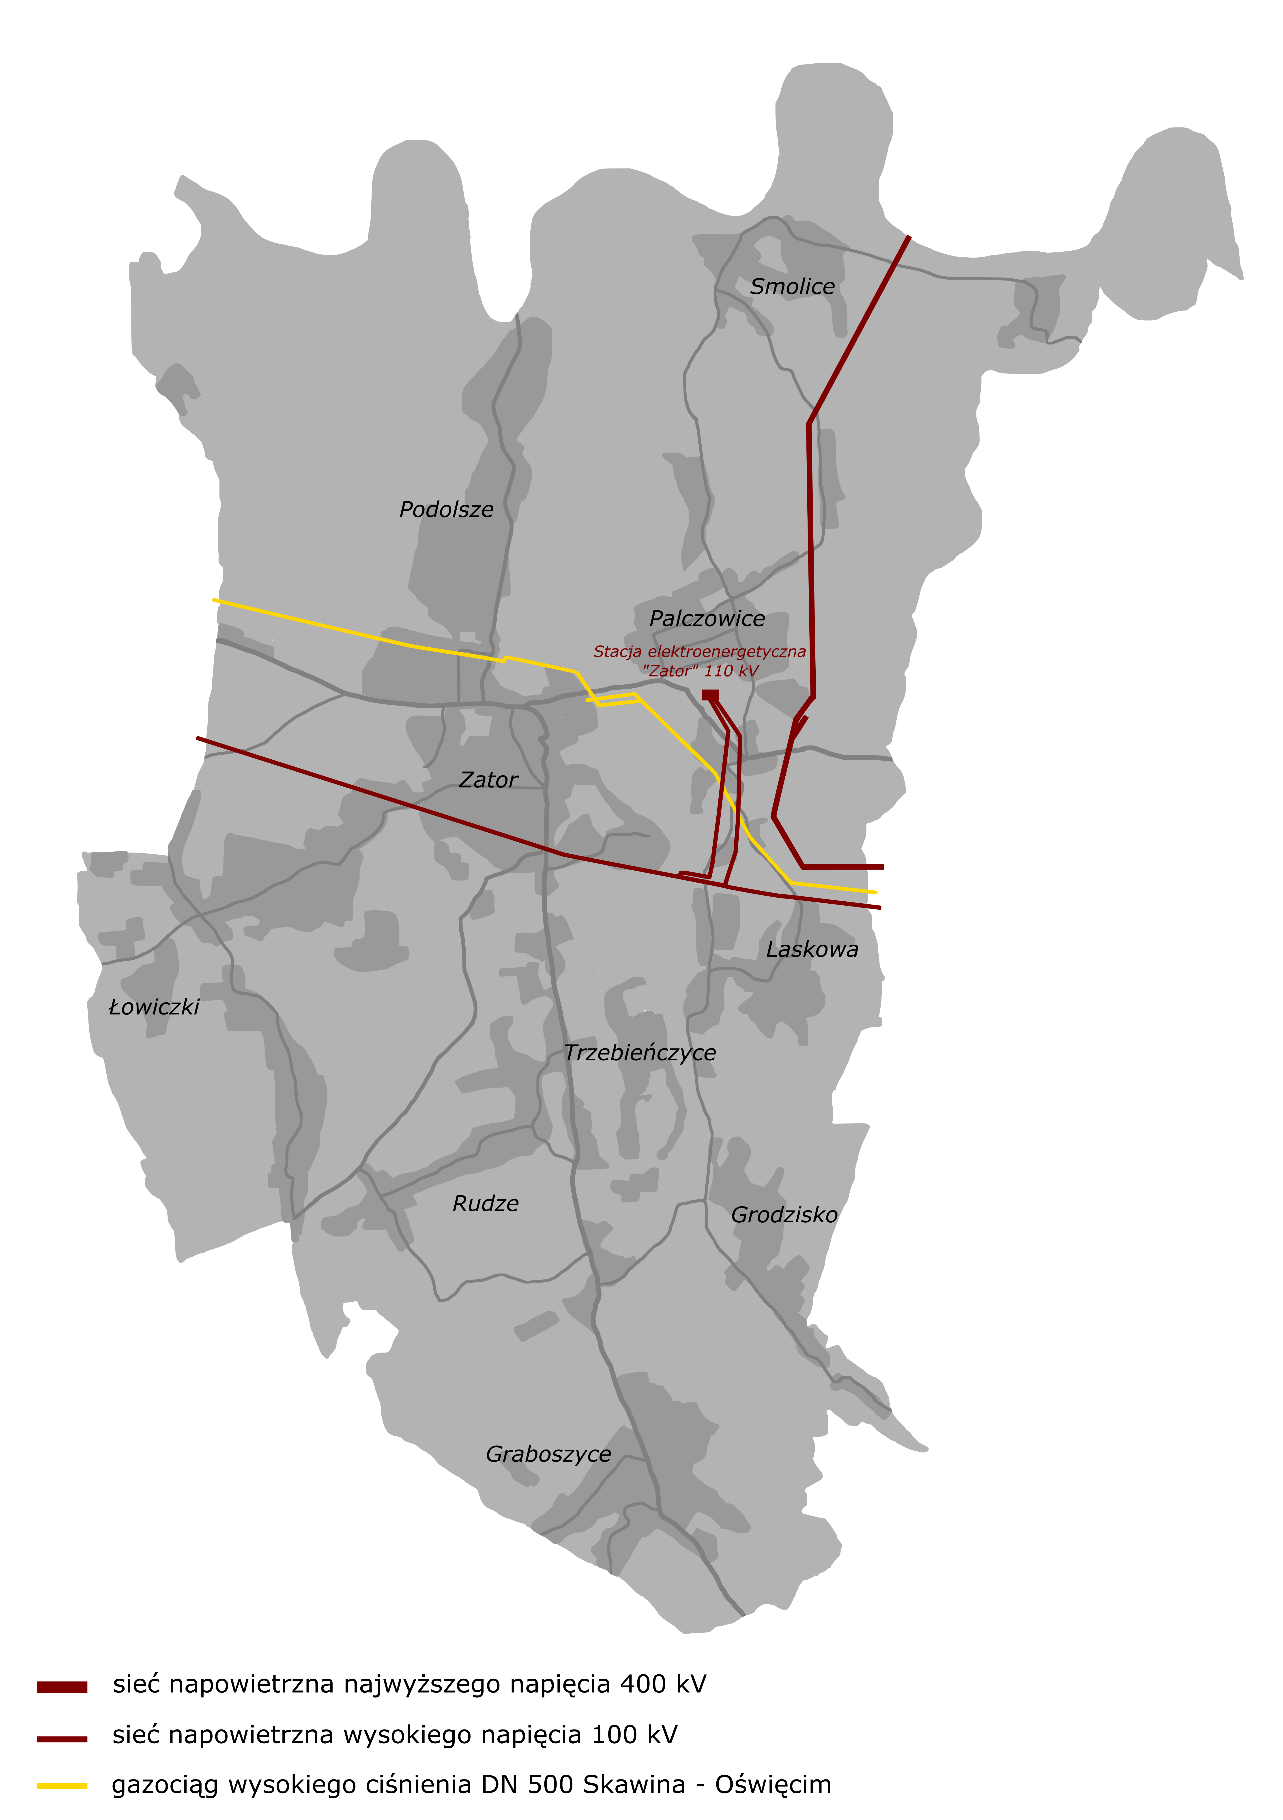 Smolice
Podolsze
Palczowice
Stacja elektroenergetyczna
"Zator" 110 kV
Zator
Laskowa
Łowiczki
Trzebieńczyce
Rudze
Grodzisko
Graboszyce
sieć napowietrzna najwyższego napięcia 400 kV
sieć napowietrzna wysokiego napięcia 100 kV
gazociąg wysokiego ciśnienia DN 500 Skawina - Oświęcim